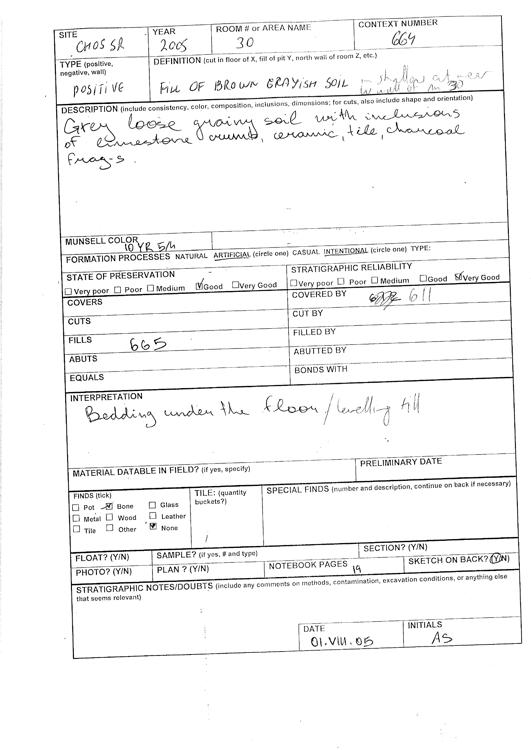 SITE
CHOS SR
YEAR
2005
ROOM # or AREA NAME
30
CONTEXT NUMBER
664
TYPE (positive, negative, wall)
POSITIVE
DEFINITION (cut in floor of X, fill of pit Y, north wall of room Z, etc.)
FILL OF BROWN GRAYISH SOIL in shallow cut near
W wall of rm 30
DESCRIPTION (include consistency, color, composition, inclusions, dimensions; for cuts, also include shape and orientation)
Grey loose grainy soil with inclusions
of limestone crumb, ceramic, tile, charcoal
frag-s.
MUNSELL COLOR 10 YR 5/1
FORMATION PROCESSES NATURAL ARTIFICIAL (circle one) CASUAL INTENTIONAL (circle one) TYPE:
STATE OF PRESERVATION
☐ Very poor ☐ Poor ☐ Medium ☑ Good ☐ Very Good
STRATIGRAPHIC RELIABILITY
☐ Very poor ☐ Poor ☐ Medium ☐ Good ☑ Very Good
COVERS
COVERED BY 611
CUTS
CUT BY
FILLS 665
FILLED BY
ABUTS
ABUTTED BY
EQUALS
BONDS WITH
INTERPRETATION
Bedding under the floor / levelling fill
MATERIAL DATABLE IN FIELD? (if yes, specify)
PRELIMINARY DATE
FINDS (tick)
☐ Pot ☑ Bone ☐ Glass
☐ Metal ☐ Wood ☐ Leather
☐ Tile ☐ Other ☑ None
TILE: (quantity buckets?)
/
SPECIAL FINDS (number and description, continue on back if necessary)
FLOAT? (Y/N)
SAMPLE? (if yes, # and type)
SECTION? (Y/N)
PHOTO? (Y/N)
PLAN ? (Y/N)
NOTEBOOK PAGES 19
SKETCH ON BACK? (Y/N)
STRATIGRAPHIC NOTES/DOUBTS (include any comments on methods, contamination, excavation conditions, or anything else
that seems relevant)
DATE
01.VIII.05
INITIALS
AS